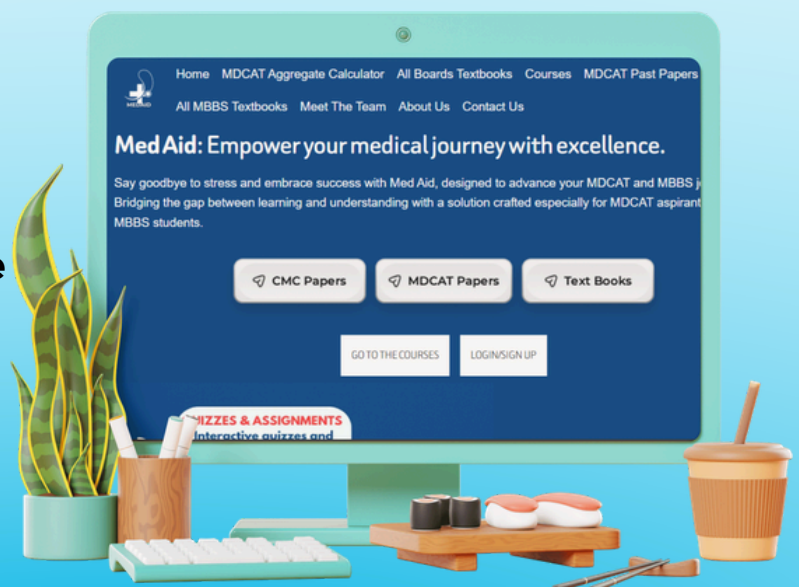 Home MDCAT Aggregate Calculator All Boards Textbooks Courses MDCAT Past Papers
MEDAID
All MBBS Textbooks Meet The Team About Us Contact Us
Med Aid: Empower your medical journey with excellence.
Say goodbye to stress and embrace success with Med Aid, designed to advance your MDCAT and MBBS j
Bridging the gap between learning and understanding with a solution crafted especially for MDCAT aspirant
MBBS students.
e
CMC Papers MDCAT Papers Text Books
GO TO THE COURSES LOGIN/SIGN UP
UIZZES & ASSIGNMENTS
Interactive quizzes and